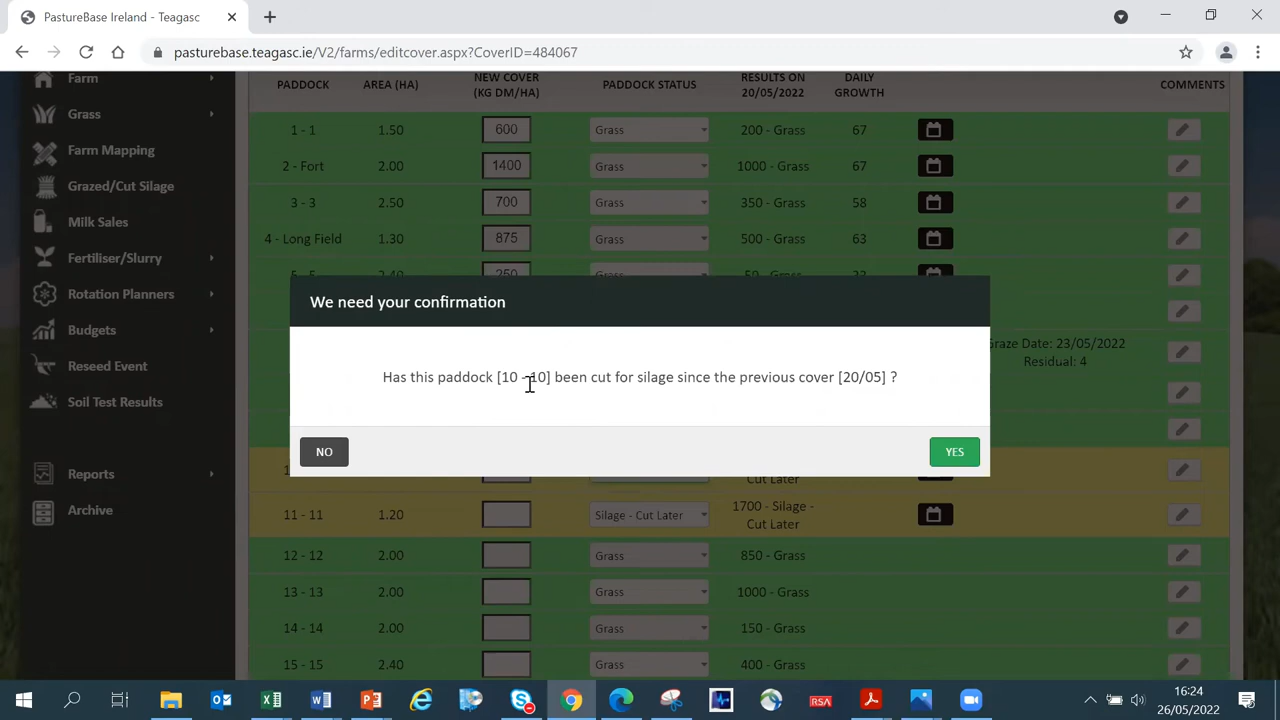 PastureBase Ireland - Teagasc
pasturebase.teagasc.ie/V2/farms/editcover.aspx?CoverID=484067
Farm
Grass
Farm Mapping
Grazed/Cut Silage
Milk Sales
Fertiliser/Slurry
Rotation Planners
Budgets
Reseed Event
Soil Test Results
Reports
Archive
PADDOCK AREA (HA) NEW COVER (KG DM/HA) PADDOCK STATUS RESULTS ON 20/05/2022 DAILY GROWTH COMMENTS
1 - 1 1.50 600 Grass 200 - Grass 67
2 - Fort 2.00 1400 Grass 1000 - Grass 67
3 - 3 2.50 700 Grass 350 - Grass 58
4 - Long Field 1.30 875 Grass 500 - Grass 63
We need your confirmation
Graze Date: 23/05/2022
Residual: 4
Has this paddock [10 - 10] been cut for silage since the previous cover [20/05] ?
NO YES
Cut Later
11 - 11 1.20 Silage - Cut Later 1700 - Silage - Cut Later
12 - 12 2.00 Grass 850 - Grass
13 - 13 2.00 Grass 1000 - Grass
14 - 14 2.00 Grass 150 - Grass
15 - 15 2.40 Grass 400 - Grass
RSA
16:24
26/05/2022